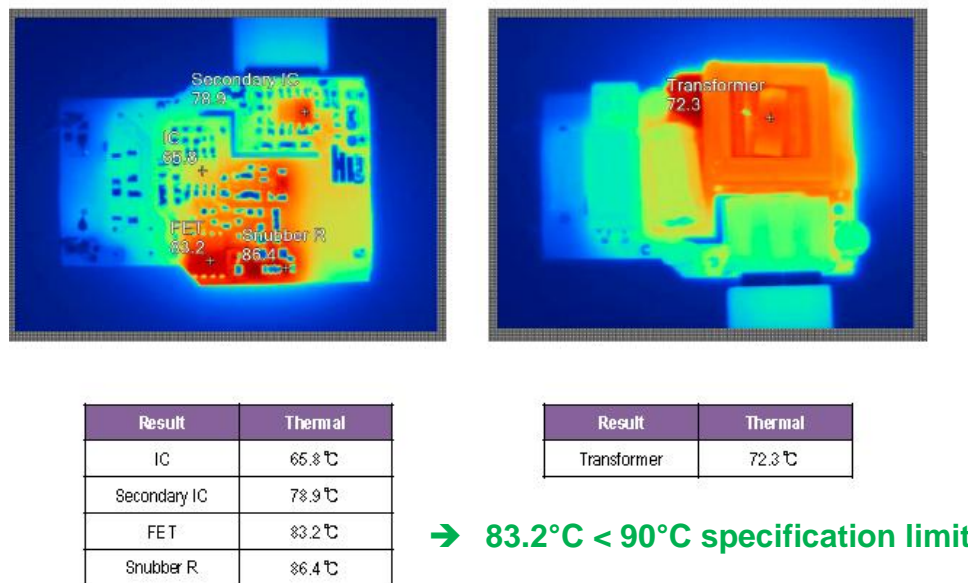 Secondary IC
78.9
IC
65.8
FET
83.2
Snubber R
86.4
Transformer
72.3
Result Thermal
IC 65.8℃
Secondary IC 78.9℃
FET 83.2℃
Snubber R 86.4℃
Result Thermal
Transformer 72.3℃
➔ 83.2°C < 90°C specification limit